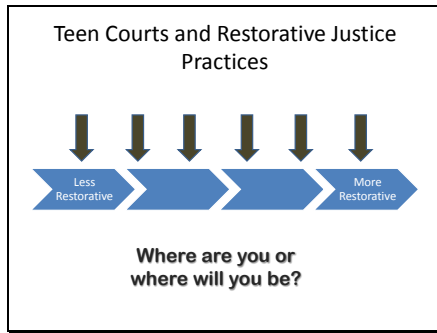 Teen Courts and Restorative Justice
Practices
Less
Restorative
More
Restorative
Where are you or
where will you be?